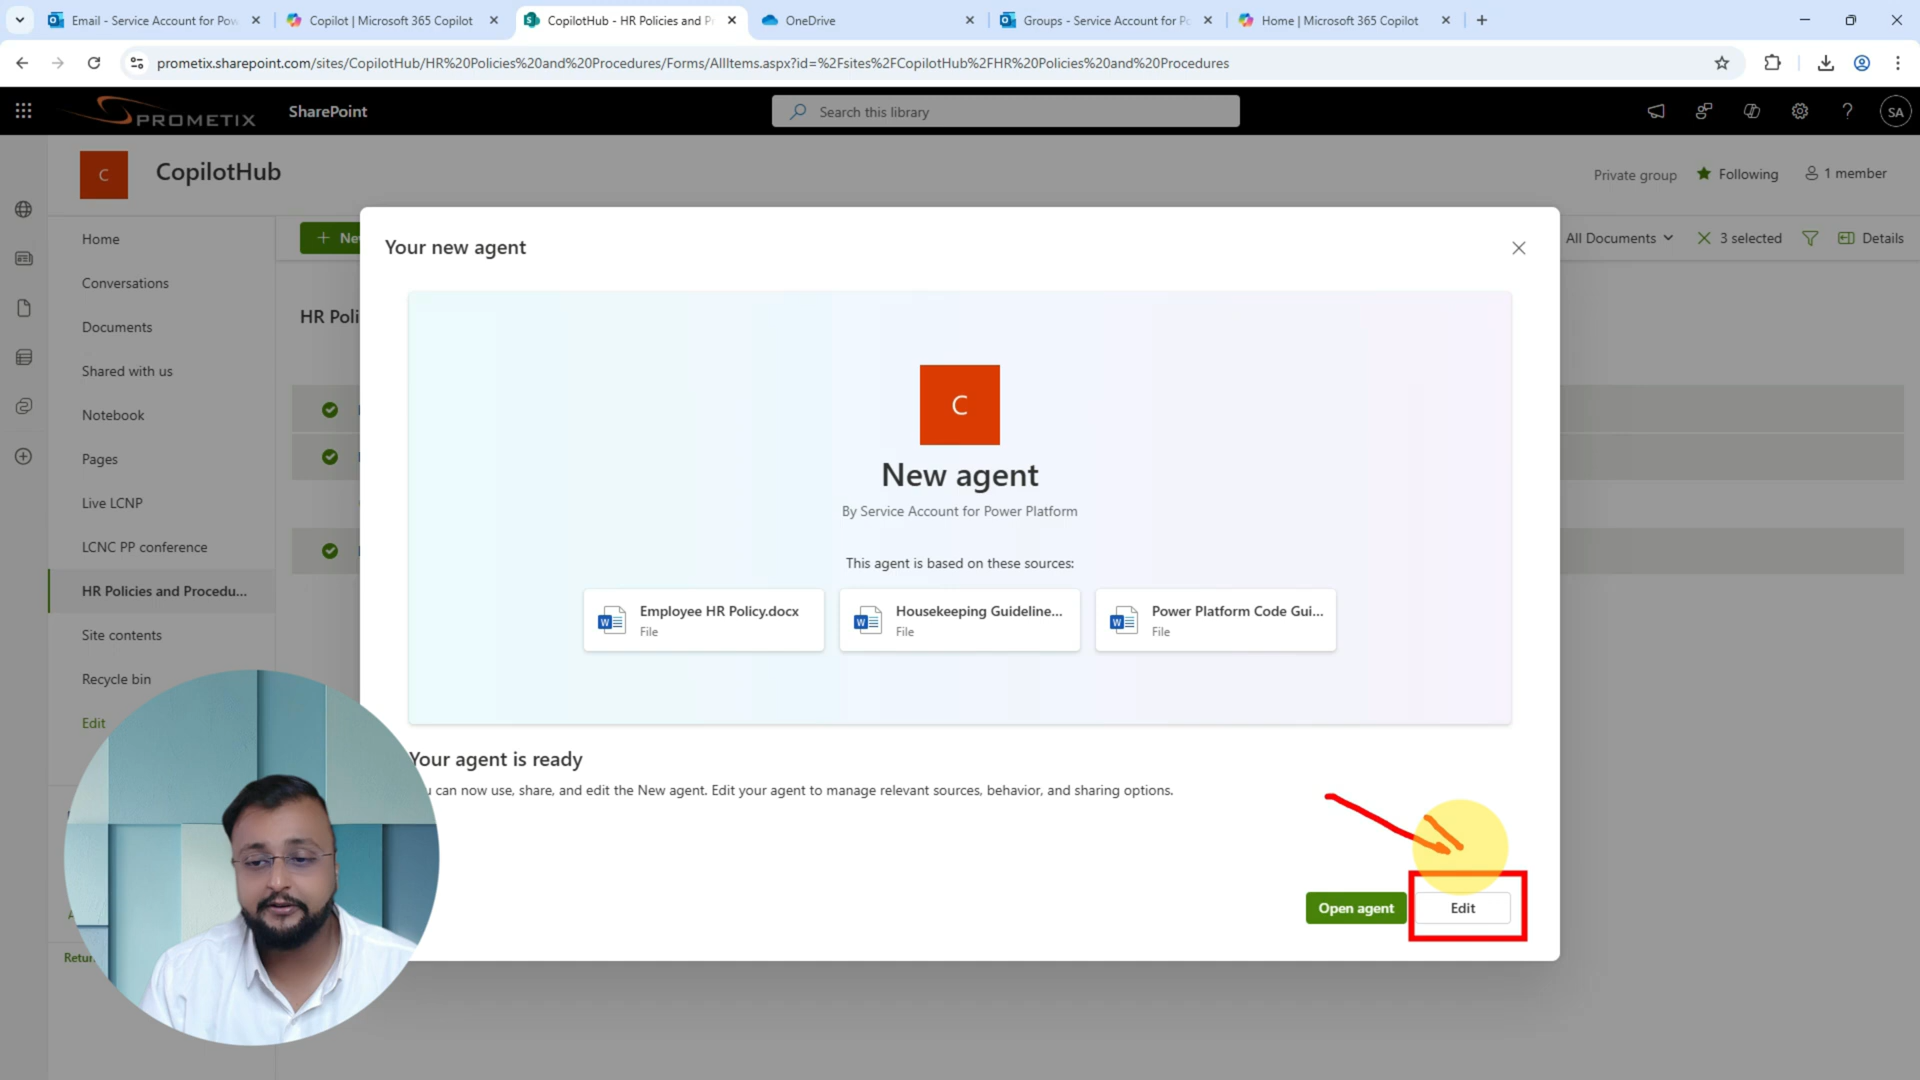 Email - Service Account for Pow
Copilot | Microsoft 365 Copilot
CopilotHub - HR Policies and P
OneDrive
Groups - Service Account for Po
Home | Microsoft 365 Copilot
prometix.sharepoint.com/sites/CopilotHub/HR%20Policies%20and%20Procedures/Forms/AllItems.aspx?id=%2Fsites%2FCopilotHub%2FHR%20Policies%20and%20Procedures
PROMETIX
SharePoint
Search this library
SA
C
CopilotHub
Private group
Following
1 member
Home
Conversations
Documents
Shared with us
Notebook
Pages
Live LCNP
LCNC PP conference
HR Policies and Procedu...
Site contents
Recycle bin
Edit
Retur
+ Ne
All Documents
3 selected
Details
HR Poli
Your new agent
C
New agent
By Service Account for Power Platform
This agent is based on these sources:
Employee HR Policy.docx
File
Housekeeping Guideline...
File
Power Platform Code Gui...
File
Your agent is ready
can now use, share, and edit the New agent. Edit your agent to manage relevant sources, behavior, and sharing options.
Open agent
Edit